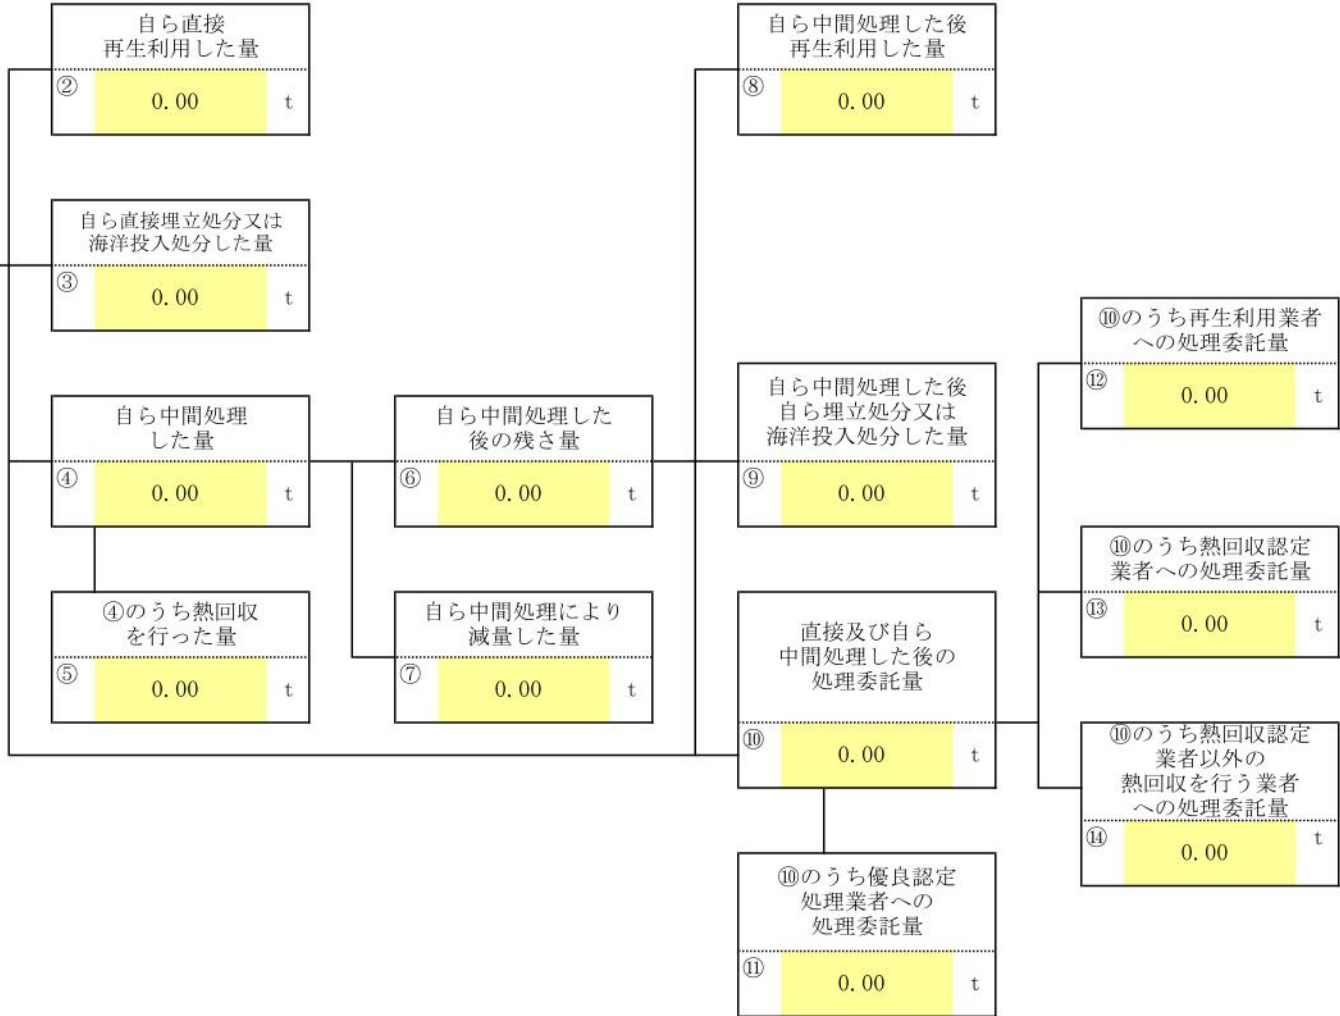 自ら直接
再生利用した量
②
0.00
t
自ら中間処理した後
再生利用した量
⑧
0.00
t
自ら直接埋立処分又は
海洋投入処分した量
③
0.00
t
⑩のうち再生利用業者
への処理委託量
⑫
0.00
t
自ら中間処理
した量
④
0.00
t
自ら中間処理した
後の残さ量
⑥
0.00
t
自ら中間処理した後
自ら埋立処分又は
海洋投入処分した量
⑨
0.00
t
⑩のうち熱回収認定
業者への処理委託量
⑬
0.00
t
④のうち熱回収
を行った量
⑤
0.00
t
自ら中間処理により
減量した量
⑦
0.00
t
直接及び自ら
中間処理した後の
処理委託量
⑩
0.00
t
⑩のうち熱回収認定
業者以外の
熱回収を行う業者
への処理委託量
⑭
0.00
t
⑩のうち優良認定
処理業者への
処理委託量
⑪
0.00
t